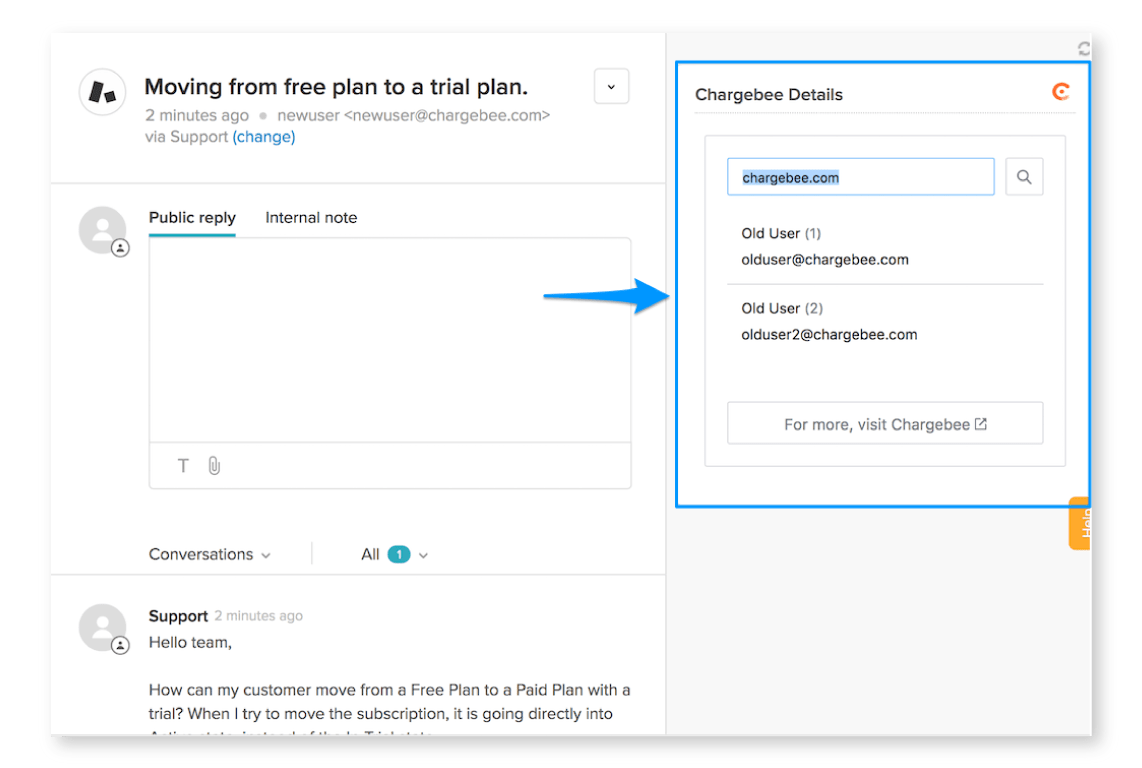 Moving from free plan to a trial plan.
2 minutes ago newuser <newuser@chargebee.com>
via Support (change)
Public reply Internal note
T
Conversations All 1
Support 2 minutes ago
Hello team,
How can my customer move from a Free Plan to a Paid Plan with a
trial? When I try to move the subscription, it is going directly into
Chargebee Details
chargebee.com
Old User (1)
olduser@chargebee.com
Old User (2)
olduser2@chargebee.com
For more, visit Chargebee
Help